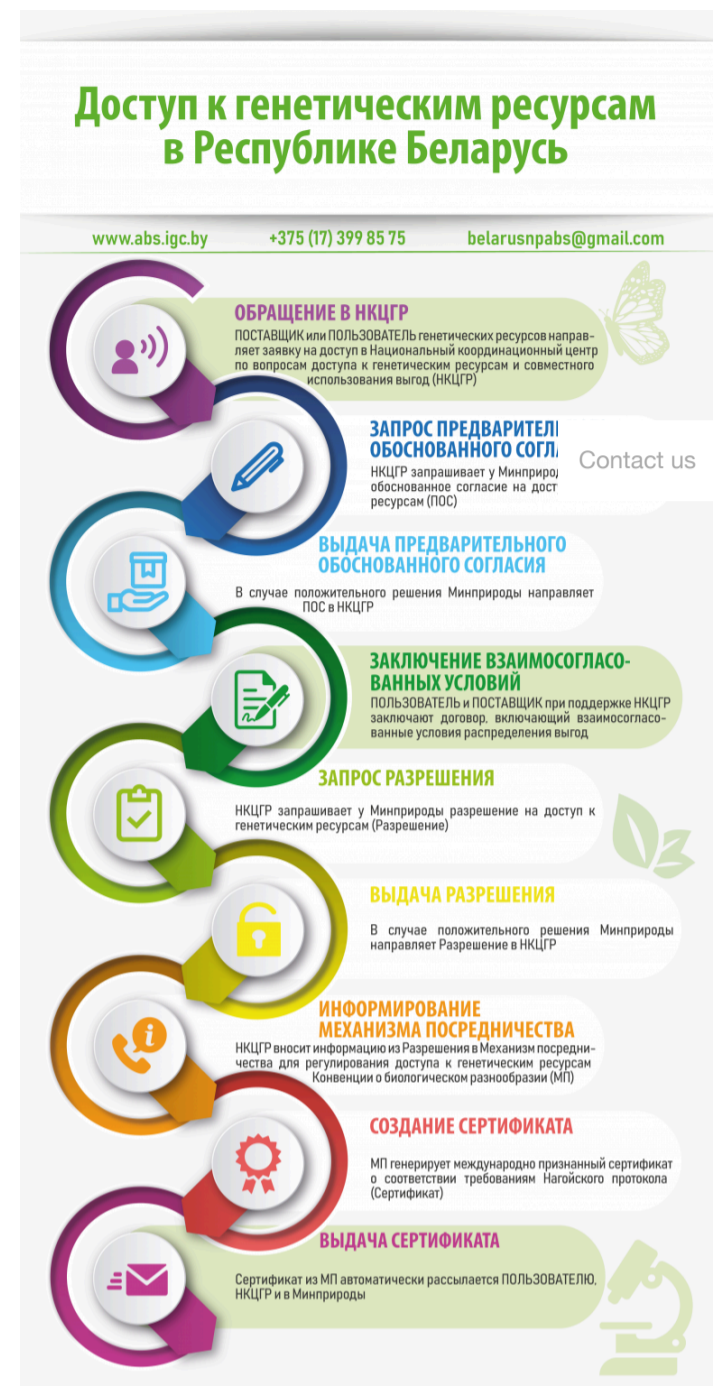 Доступ к генетическим ресурсам
в Республике Беларусь
www.abs.igc.by +375 (17) 399 85 75 belarusnpabs@gmail.com
ОБРАЩЕНИЕ В НКЦГР
ПОСТАВЩИК или ПОЛЬЗОВАТЕЛЬ генетических ресурсов направ-
ляет заявку на доступ в Национальный координационный центр
по вопросам доступа к генетическим ресурсам и совместного
использования выгод (НКЦГР)
ЗАПРОС
ОБОСНОВАННОГО
Contact us
НКЦГР запрашивает у
обоснованное согласие на
ресурсам (ПОС)
ВЫДАЧА ПРЕДВАРИТЕЛЬНОГО
ОБОСНОВАННОГО СОГЛАСИЯ
В случае положительного решения Минприроды направляет
ПОС в НКЦГР
ЗАКЛЮЧЕНИЕ ВЗАИМОСОГЛАСО-
ВАННЫХ УСЛОВИЙ
ПОЛЬЗОВАТЕЛЬ и ПОСТАВЩИК при поддержке НКЦГР
заключают договор, включающий взаимосогласо-
ванные условия распределения выгод
ЗАПРОС РАЗРЕШЕНИЯ
НКЦГР запрашивает у Минприроды разрешение на доступ к
генетическим ресурсам (Разрешение)
ВЫДАЧА РАЗРЕШЕНИЯ
В случае положительного решения Минприроды
направляет Разрешение в НКЦГР
ИНФОРМИРОВАНИЕ
МЕХАНИЗМА ПОСРЕДНИЧЕСТВА
НКЦГР вносит информацию из Разрешения в Механизм посредни-
чества для регулирования доступа к генетическим ресурсам
Конвенции о биологическом разнообразии (МП)
СОЗДАНИЕ СЕРТИФИКАТА
МП генерирует международно признанный сертификат
о соответствии требованиям Нагойского протокола
(Сертификат)
ВЫДАЧА СЕРТИФИКАТА
Сертификат из МП автоматически рассылается ПОЛЬЗОВАТЕЛЮ,
НКЦГР и в Минприроды